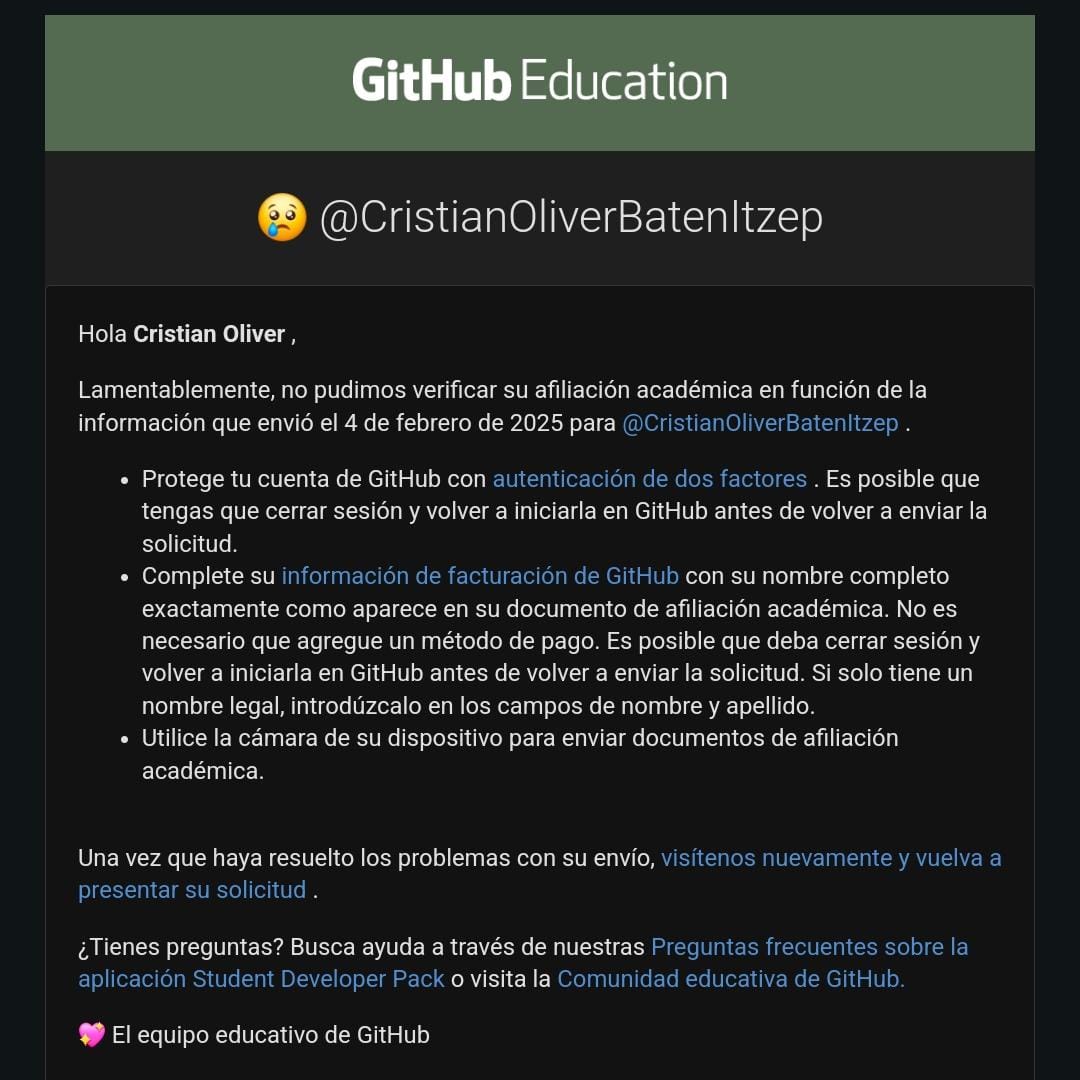 GitHub Education
😢 @CristianOliverBatenItzep
Hola Cristian Oliver ,
Lamentablemente, no pudimos verificar su afiliación académica en función de la
información que envió el 4 de febrero de 2025 para @CristianOliverBatenItzep .
• Protege tu cuenta de GitHub con autenticación de dos factores . Es posible que
tengas que cerrar sesión y volver a iniciarla en GitHub antes de volver a enviar la
solicitud.
• Complete su información de facturación de GitHub con su nombre completo
exactamente como aparece en su documento de afiliación académica. No es
necesario que agregue un método de pago. Es posible que deba cerrar sesión y
volver a iniciarla en GitHub antes de volver a enviar la solicitud. Si solo tiene un
nombre legal, introdúzcalo en los campos de nombre y apellido.
• Utilice la cámara de su dispositivo para enviar documentos de afiliación
académica.
Una vez que haya resuelto los problemas con su envío, visítenos nuevamente y vuelva a
presentar su solicitud .
¿Tienes preguntas? Busca ayuda a través de nuestras Preguntas frecuentes sobre la
aplicación Student Developer Pack o visita la Comunidad educativa de GitHub.
💖 El equipo educativo de GitHub